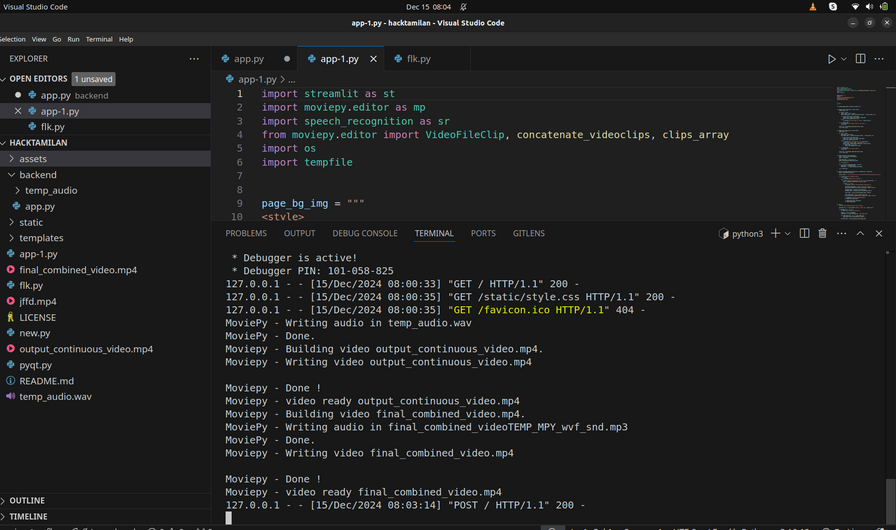 Visual Studio Code
Dec 15 08:04
app-1.py - hacktamilan - Visual Studio Code
Selection View Go Run Terminal Help
EXPLORER
OPEN EDITORS 1 unsaved
app.py backend
app-1.py
flk.py
HACKTAMILAN
assets
backend
temp_audio
app.py
static
templates
app-1.py
final_combined_video.mp4
flk.py
jffd.mp4
LICENSE
new.py
output_continuous_video.mp4
pyqt.py
README.md
temp_audio.wav
OUTLINE
TIMELINE
app.py app-1.py flk.py
app-1.py > ...
1 import streamlit as st
2 import moviepy.editor as mp
3 import speech_recognition as sr
4 from moviepy.editor import VideoFileClip, concatenate_videoclips, clips_array
5 import os
6 import tempfile
7
8
9 page_bg_img = """
10 <style>
PROBLEMS OUTPUT DEBUG CONSOLE TERMINAL PORTS GITLENS
python3
* Debugger is active!
* Debugger PIN: 101-058-825
127.0.0.1 - - [15/Dec/2024 08:00:33] "GET / HTTP/1.1" 200 -
127.0.0.1 - - [15/Dec/2024 08:00:35] "GET /static/style.css HTTP/1.1" 200 -
127.0.0.1 - - [15/Dec/2024 08:00:35] "GET /favicon.ico HTTP/1.1" 404 -
MoviePy - Writing audio in temp_audio.wav
MoviePy - Done.
Moviepy - Building video output_continuous_video.mp4.
Moviepy - Writing video output_continuous_video.mp4
Moviepy - Done !
Moviepy - video ready output_continuous_video.mp4
Moviepy - Building video final_combined_video.mp4.
MoviePy - Writing audio in final_combined_videoTEMP_MPY_wvf_snd.mp3
MoviePy - Done.
Moviepy - Writing video final_combined_video.mp4
Moviepy - Done !
Moviepy - video ready final_combined_video.mp4
127.0.0.1 - - [15/Dec/2024 08:03:14] "POST / HTTP/1.1" 200 -